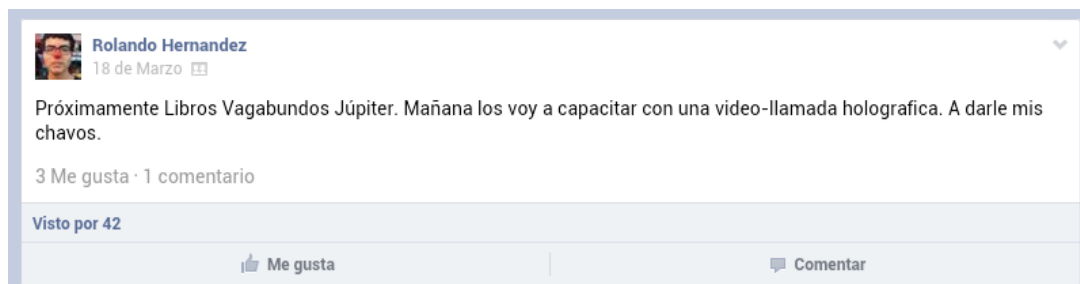 Rolando Hernandez
18 de Marzo
Próximamente Libros Vagabundos Júpiter. Mañana los voy a capacitar con una video-llamada holografica. A darle mis
chavos.
3 Me gusta · 1 comentario
Visto por 42
Me gusta
Comentar